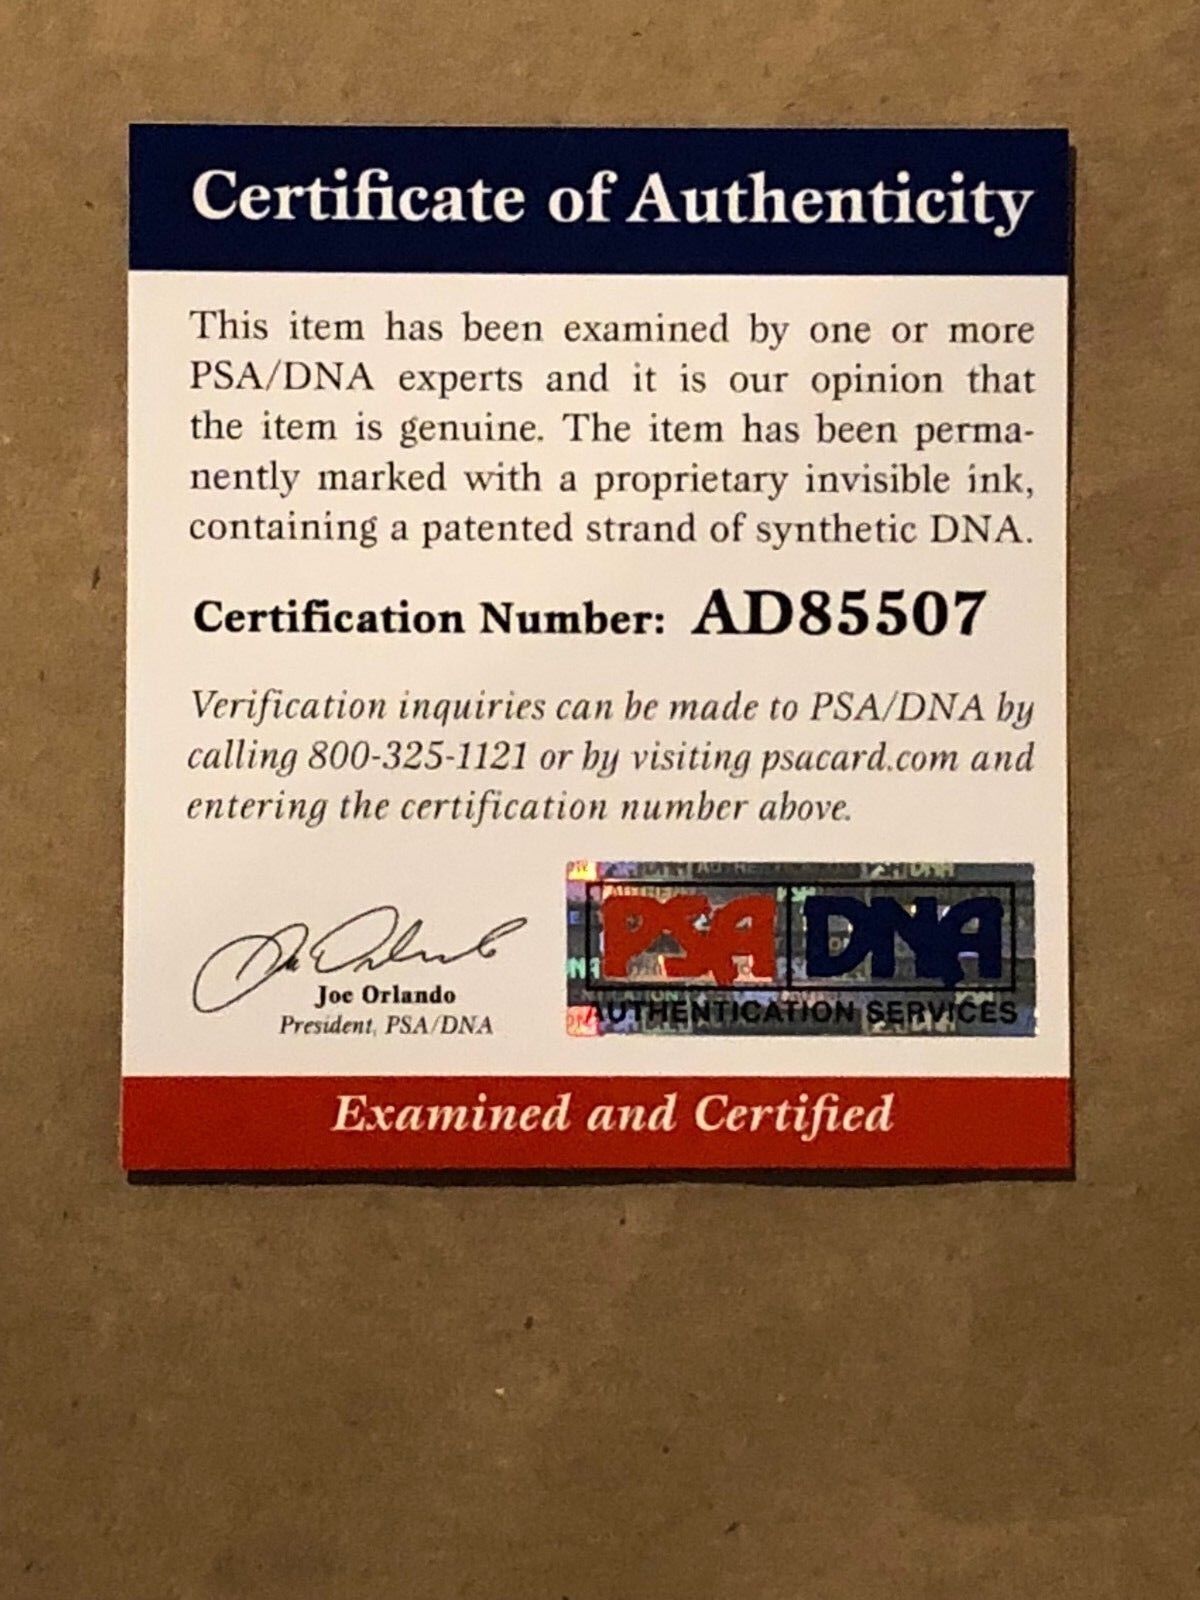 Certificate of Authenticity
This item has been examined by one or more
PSA/DNA experts and it is our opinion that
the item is genuine. The item has been perma-
nently marked with a proprietary invisible ink,
containing a patented strand of synthetic DNA.
Certification Number: AD85507
Verification inquiries can be made to PSA/DNA by
calling 800-325-1121 or by visiting psacard.com and
entering the certification number above.
Joe Orlando
President, PSA/DNA
PSA DNA
AUTHENTICATION SERVICES
Examined and Certified